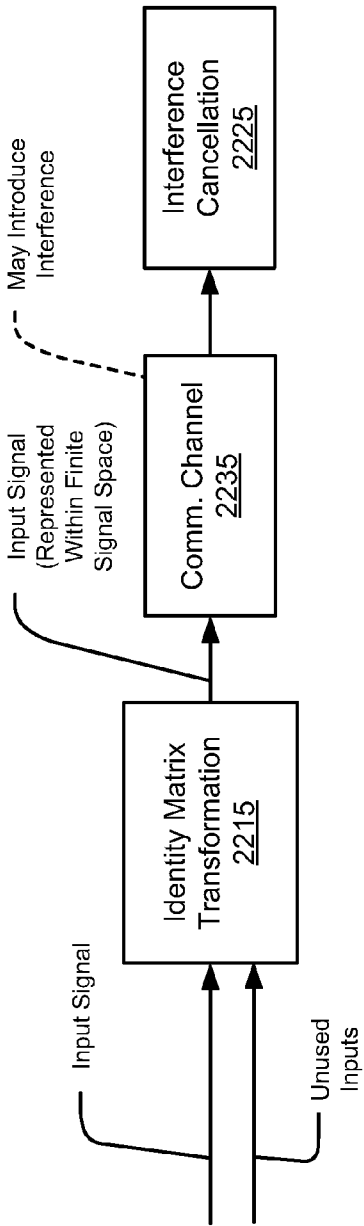 Input Signal
Unused
Inputs
Identity Matrix
Transformation
2215
Input Signal
(Represented
Within Finite
Signal Space)
Comm. Channel
2235
May Introduce
Interference
Interference
Cancellation
2225